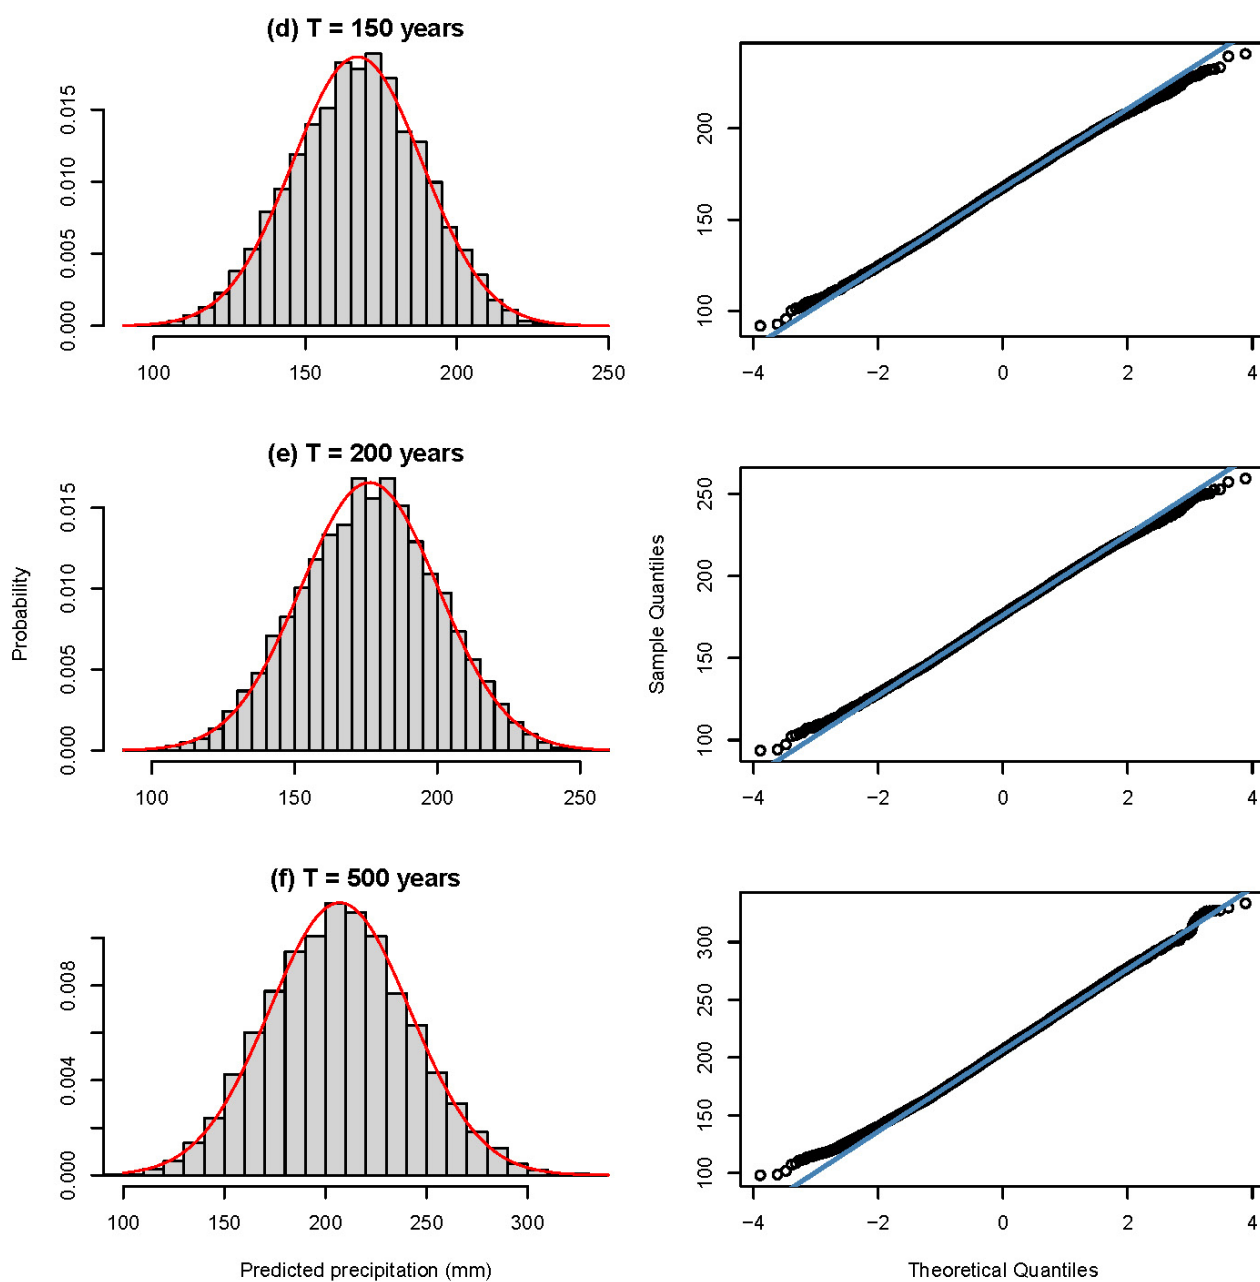 (d) T = 150 years
0.000 0.005 0.010 0.015
100 150 200 250
100 150 200
−4 −2 0 2 4
(e) T = 200 years
Probability
0.000 0.005 0.010 0.015
100 150 200 250
Sample Quantiles
100 150 200 250
−4 −2 0 2 4
(f) T = 500 years
0.000 0.004 0.008
100 150 200 250 300
100 150 200 250 300
−4 −2 0 2 4
Predicted precipitation (mm)
Theoretical Quantiles